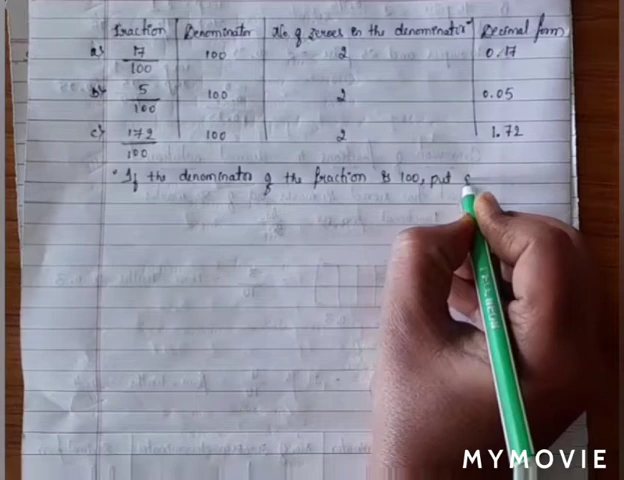 Fraction Denominator No. of zeroes in the denominator Decimal form
a) 17/100 100 2 0.17
b) 5/100 100 2 0.05
c) 172/100 100 2 1.72
• If the denominator of the fraction is 100, put
MYMOVIE